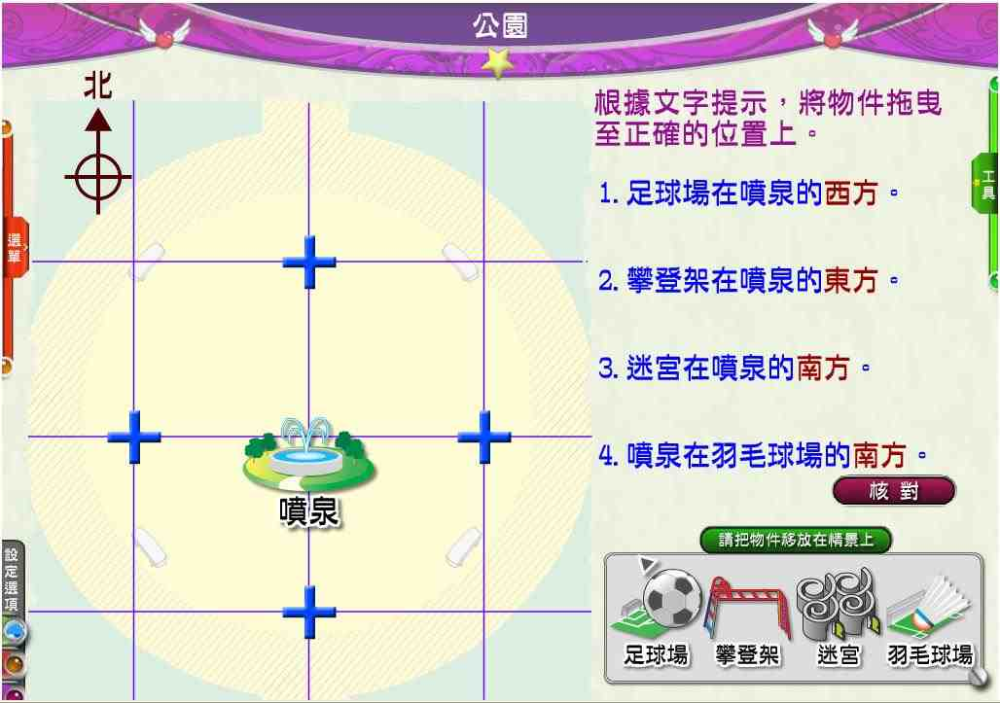 公園
北
根據文字提示，將物件拖曳
至正確的位置上。
1. 足球場在噴泉的西方。
2. 攀登架在噴泉的東方。
3. 迷宮在噴泉的南方。
4. 噴泉在羽毛球場的南方。
核對
噴泉
請把物件移放在情景上
足球場
攀登架
迷宮
羽毛球場
選單
工具
設定選項